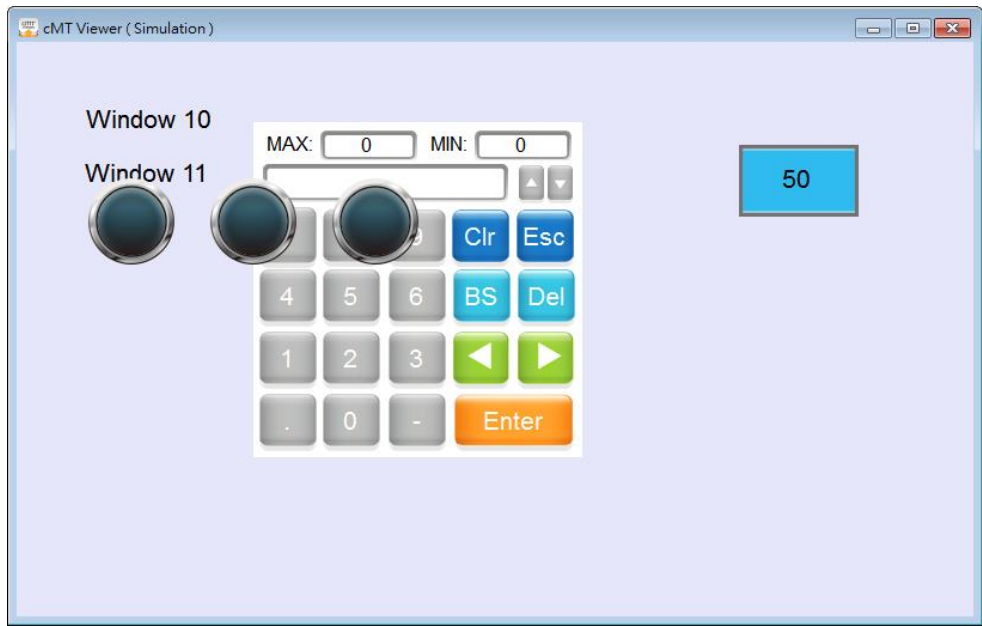 cMT Viewer ( Simulation )
Window 10
MAX: 0 MIN: 0
Window 11
50
Clr Esc
4 5 6 BS Del
1 2 3
. 0 - Enter